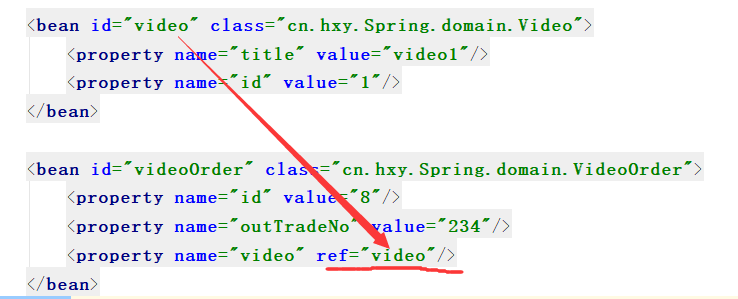 <bean id="video" class="cn.hxy.Spring.domain.Video">
<property name="title" value="video1"/>
<property name="id" value="1"/>
</bean>
<bean id="videoOrder" class="cn.hxy.Spring.domain.VideoOrder">
<property name="id" value="8"/>
<property name="outTradeNo" value="234"/>
<property name="video" ref="video"/>
</bean>